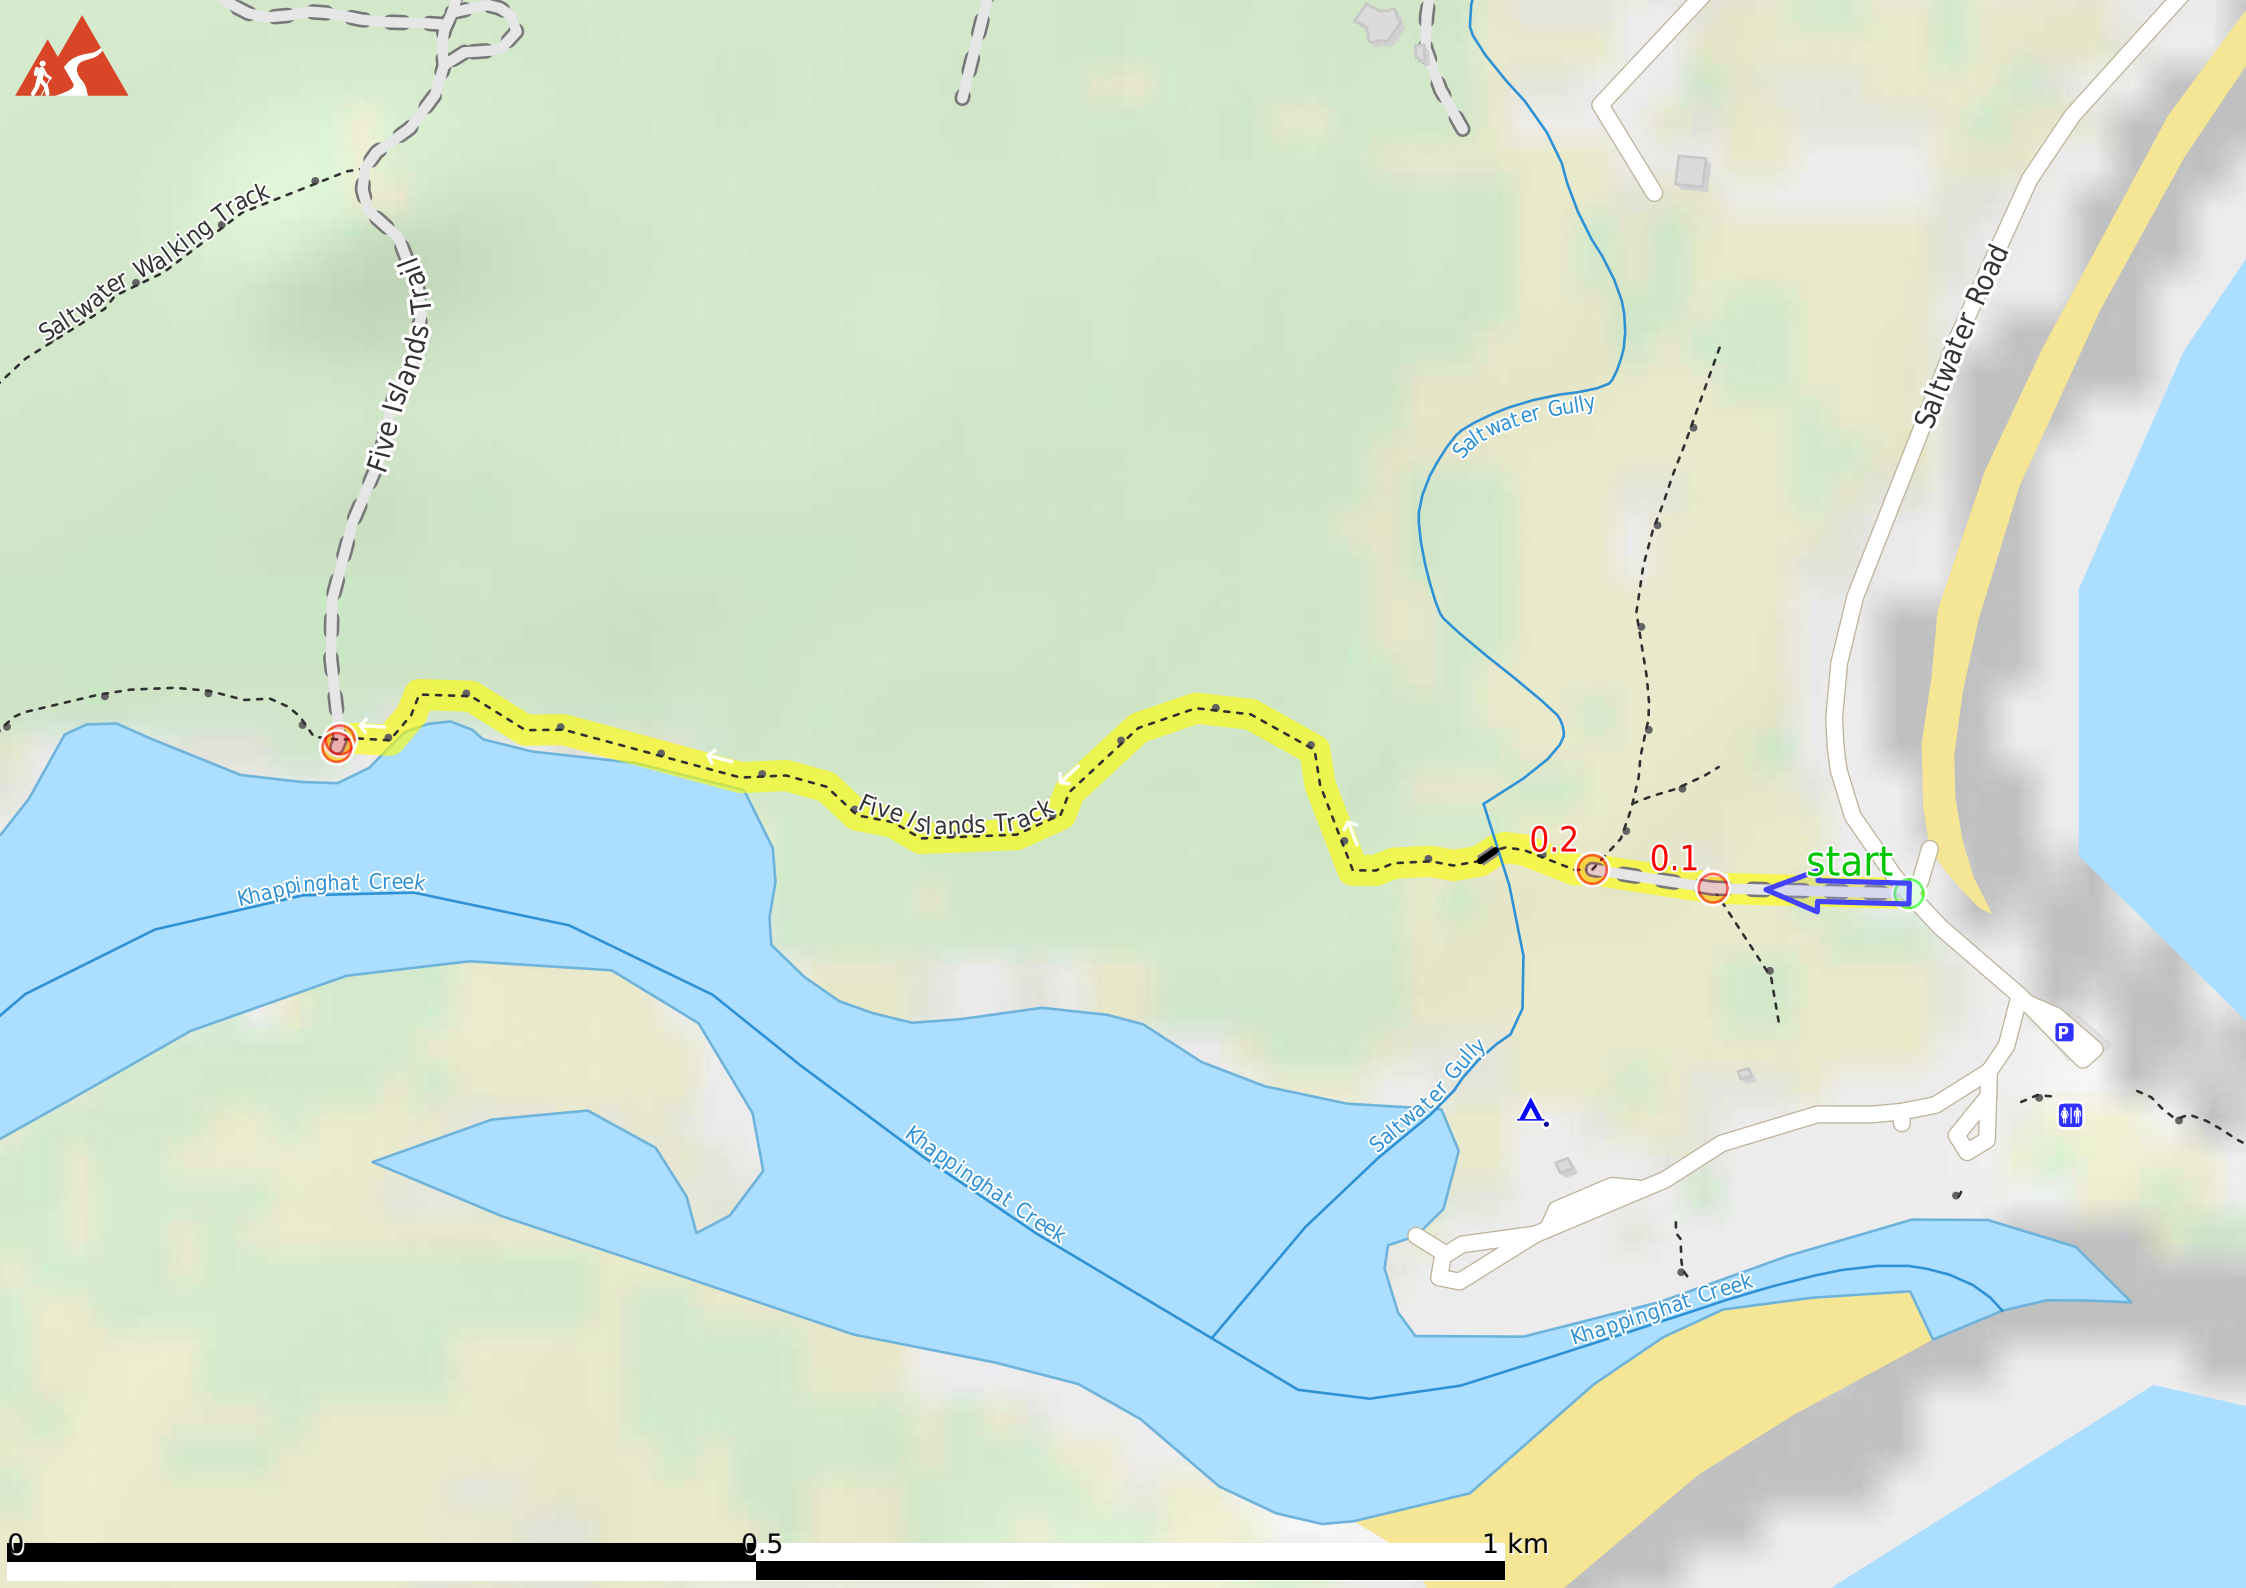 Saltwater Walking Track
Five Islands Trail
Saltwater Road
Saltwater Gully
start
0.1
0.2
Five Islands Track
Khappinghat Creek
P
Saltwater Gully
Khappinghat Creek
Khappinghat Creek
0
0.5
1 km